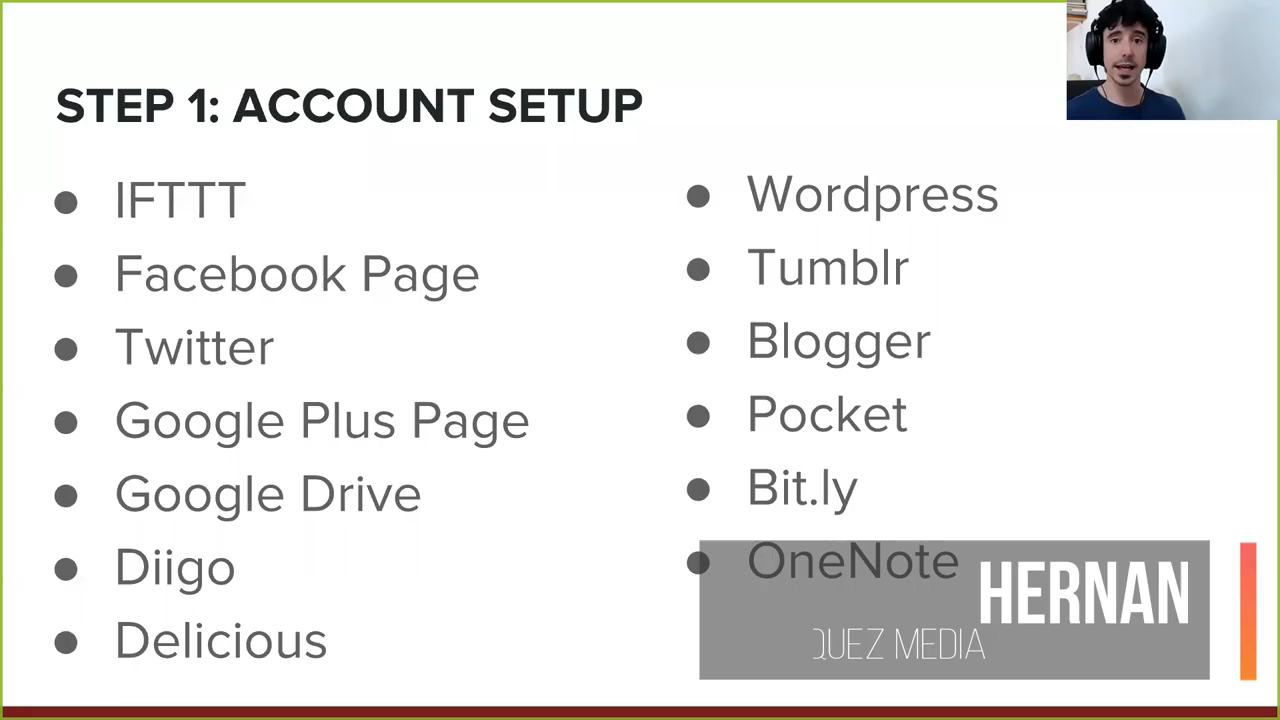 STEP 1: ACCOUNT SETUP
IFTTT
Facebook Page
Twitter
Google Plus Page
Google Drive
Diigo
Delicious
Wordpress
Tumblr
Blogger
Pocket
Bit.ly
OneNote
HERNAN
MEDIA